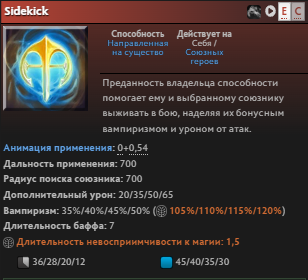 Sidekick
E C
Способность
Направленная
на существо
Действует на
Себя /
Союзных
героев
Преданность владельца способности
помогает ему и выбранному союзнику
выживать в бою, наделяя их бонусным
вампиризмом и уроном от атак.
Анимация применения: 0+0,54
Дальность применения: 700
Радиус поиска союзника: 700
Дополнительный урон: 20/35/50/65
Вампиризм: 35%/40%/45%/50% (105%/110%/115%/120%)
Длительность баффа: 7
Длительность невосприимчивости к магии: 1,5
36/28/20/12
45/40/35/30